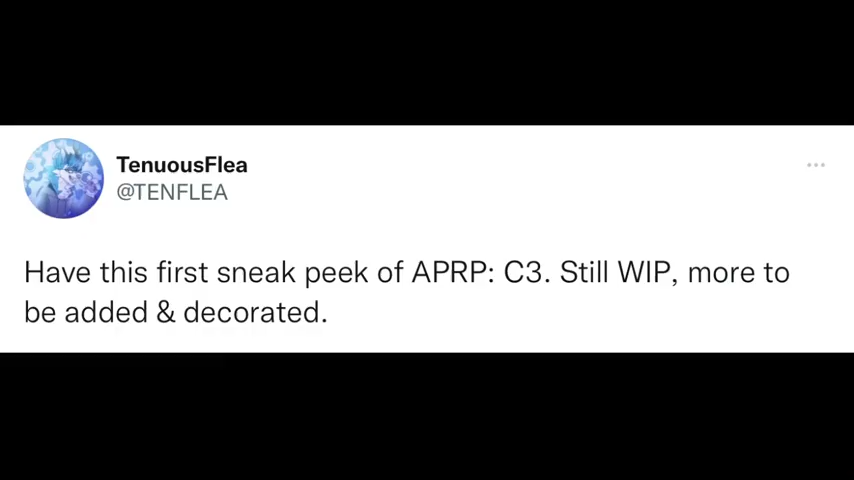 TenuousFlea
@TENFLEA
Have this first sneak peek of APRP: C3. Still WIP, more to
be added & decorated.